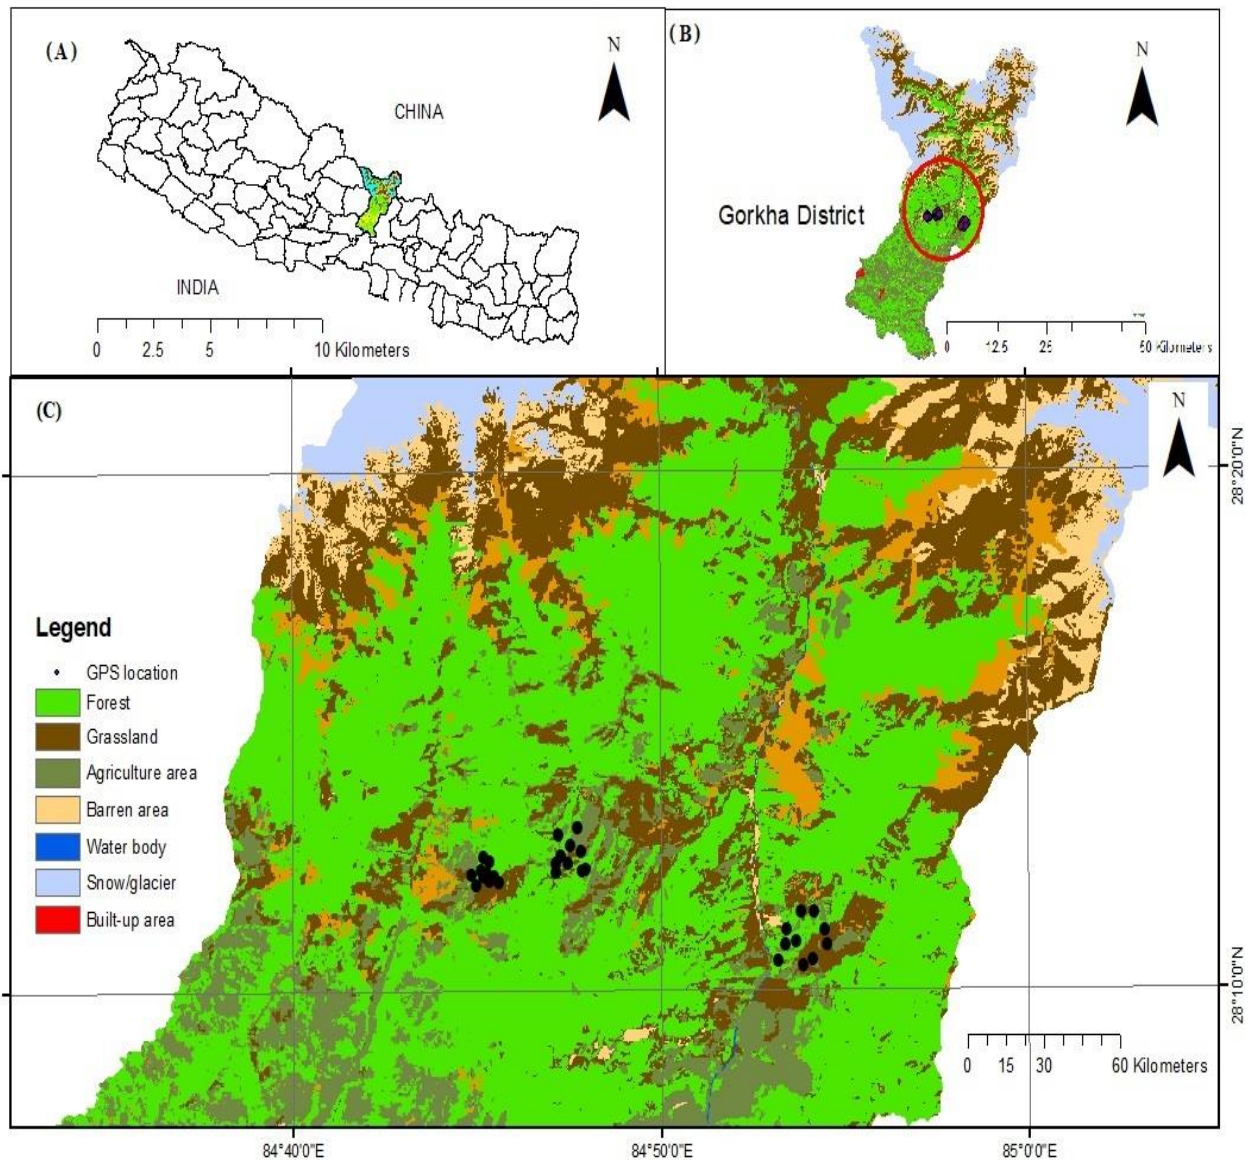 (A)
N
CHINA
INDIA
0 2.5 5 10 Kilometers
(B)
N
Gorkha District
0 12.5 25 50 Kilometers
(C)
N
28°20'0"N
Legend
GPS location
Forest
Grassland
Agriculture area
Barren area
Water body
Snow/glacier
Built-up area
28°10'0"N
0 15 30 60 Kilometers
84°40'0"E 84°50'0"E 85°0'0"E